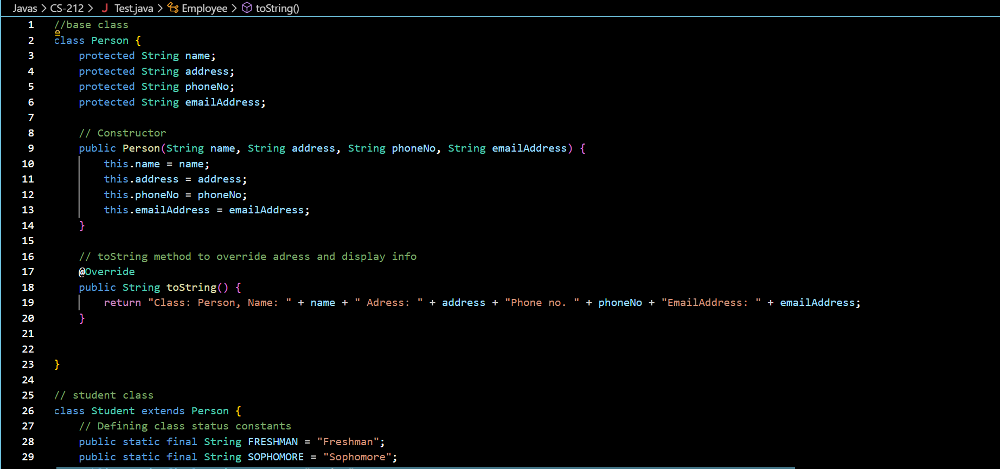 Javas > CS-212 > J Test.java > Employee > toString()
1 //base class
2 class Person {
3 protected String name;
4 protected String address;
5 protected String phoneNo;
6 protected String emailAddress;
7
8 // Constructor
9 public Person(String name, String address, String phoneNo, String emailAddress) {
10 this.name = name;
11 this.address = address;
12 this.phoneNo = phoneNo;
13 this.emailAddress = emailAddress;
14 }
15
16 // toString method to override adress and display info
17 @Override
18 public String toString() {
19 return "Class: Person, Name: " + name + " Adress: " + address + "Phone no. " + phoneNo + "EmailAddress: " + emailAddress;
20 }
21
22
23 }
24
25 // student class
26 class Student extends Person {
27 // Defining class status constants
28 public static final String FRESHMAN = "Freshman";
29 public static final String SOPHOMORE = "Sophomore";